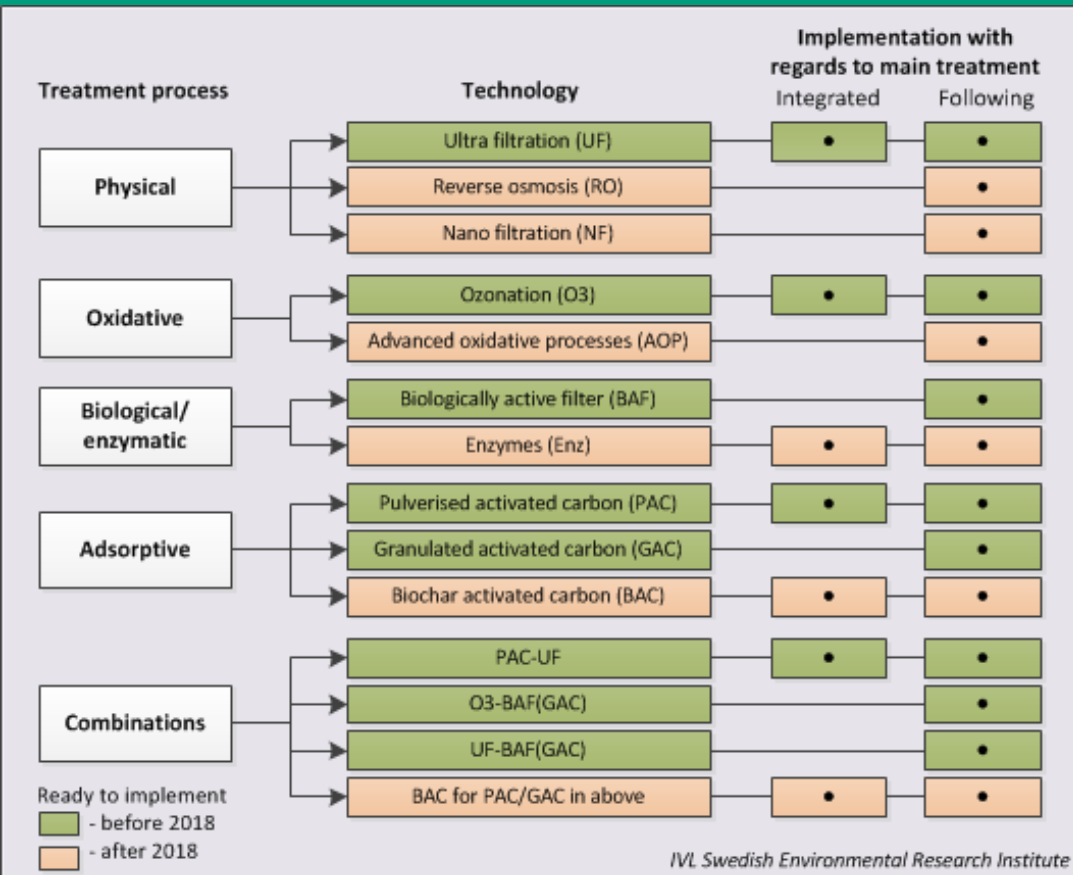 Implementation with
regards to main treatment
Treatment process
Technology
Integrated
Following
Physical
Ultra filtration (UF)
•
•
Reverse osmosis (RO)
•
Nano filtration (NF)
•
Oxidative
Ozonation (O3)
•
•
Advanced oxidative processes (AOP)
•
Biological/
enzymatic
Biologically active filter (BAF)
•
Enzymes (Enz)
•
•
Adsorptive
Pulverised activated carbon (PAC)
•
•
Granulated activated carbon (GAC)
•
Biochar activated carbon (BAC)
•
•
Combinations
PAC-UF
•
•
O3-BAF(GAC)
•
UF-BAF(GAC)
•
BAC for PAC/GAC in above
•
•
Ready to implement
- before 2018
- after 2018
IVL Swedish Environmental Research Institute